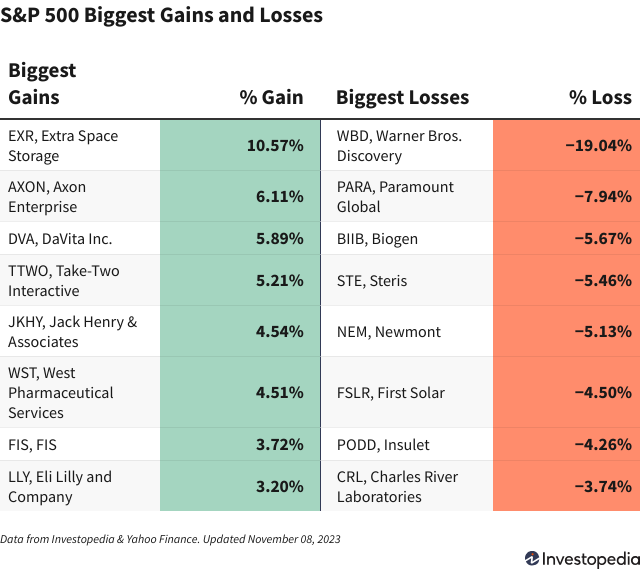 S&P 500 Biggest Gains and Losses
Biggest
Gains
% Gain
Biggest Losses
% Loss
EXR, Extra Space
Storage
10.57%
WBD, Warner Bros.
Discovery
−19.04%
AXON, Axon
Enterprise
6.11%
PARA, Paramount
Global
−7.94%
DVA, DaVita Inc.
5.89%
BIIB, Biogen
−5.67%
TTWO, Take-Two
Interactive
5.21%
STE, Steris
−5.46%
JKHY, Jack Henry &
Associates
4.54%
NEM, Newmont
−5.13%
WST, West
Pharmaceutical
Services
4.51%
FSLR, First Solar
−4.50%
FIS, FIS
3.72%
PODD, Insulet
−4.26%
LLY, Eli Lilly and
Company
3.20%
CRL, Charles River
Laboratories
−3.74%
Data from Investopedia & Yahoo Finance. Updated November 08, 2023
Investopedia